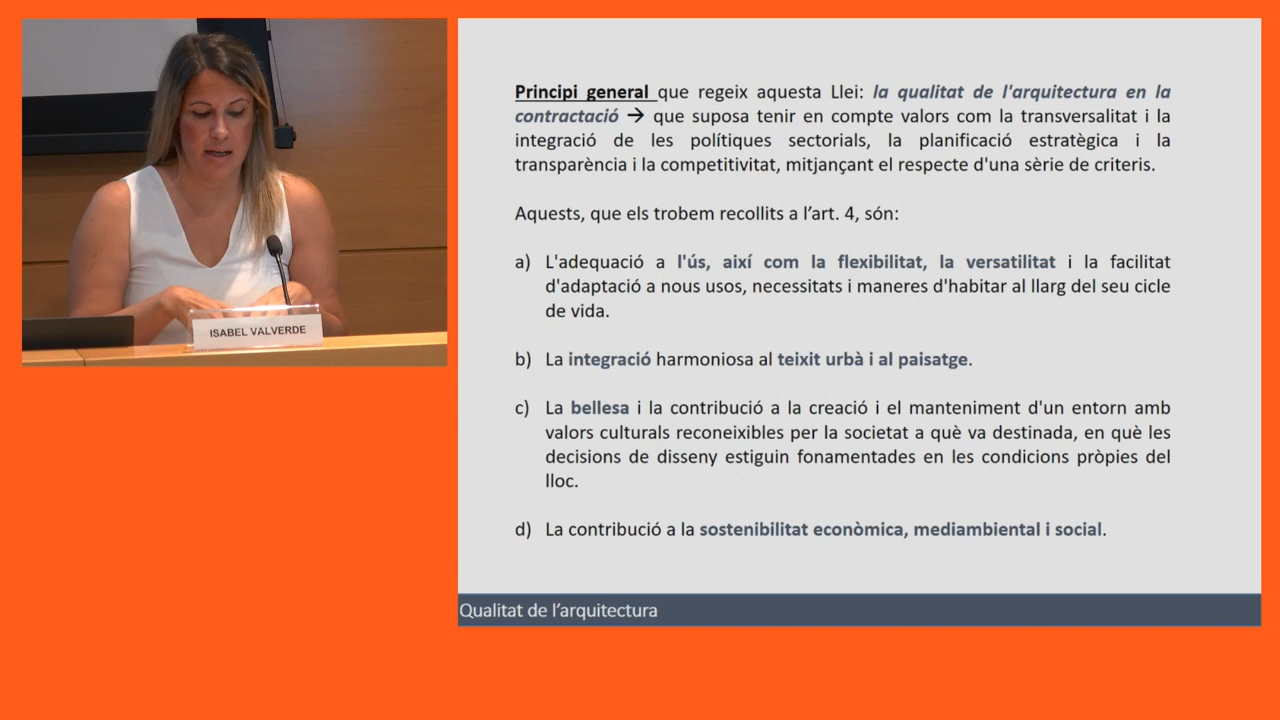 ISABEL VALVERDE
Principi general que regeix aquesta Llei: la qualitat de l'arquitectura en la
contractació → que suposa tenir en compte valors com la transversalitat i la
integració de les polítiques sectorials, la planificació estratègica i la
transparència i la competitivitat, mitjançant el respecte d'una sèrie de criteris.
Aquests, que els trobem recollits a l’art. 4, són:
a) L'adequació a l'ús, així com la flexibilitat, la versatilitat i la facilitat
d'adaptació a nous usos, necessitats i maneres d'habitar al llarg del seu cicle
de vida.
b) La integració harmoniosa al teixit urbà i al paisatge.
c) La bellesa i la contribució a la creació i el manteniment d'un entorn amb
valors culturals reconeixibles per la societat a què va destinada, en què les
decisions de disseny estiguin fonamentades en les condicions pròpies del
lloc.
d) La contribució a la sostenibilitat econòmica, mediambiental i social.
Qualitat de l’arquitectura